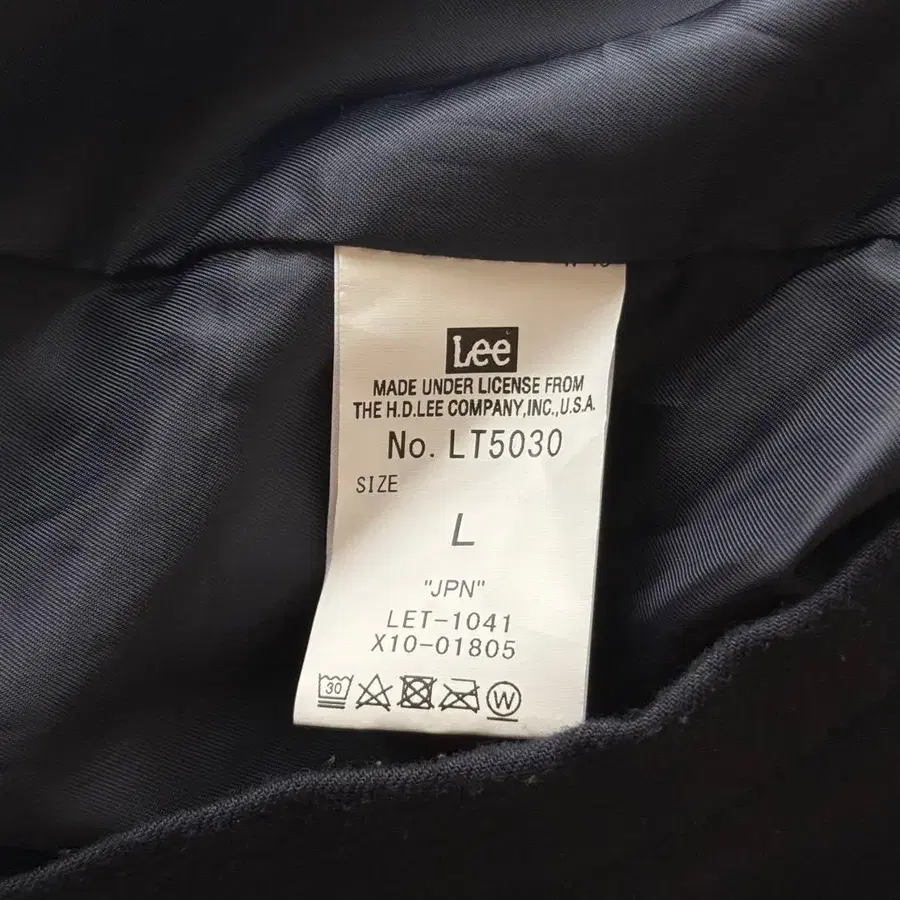 Lee
MADE UNDER LICENSE FROM
THE H.D.LEE COMPANY,INC.,U.S.A.
No. LT5030
SIZE
L
"JPN"
LET-1041
X10-01805
30
W